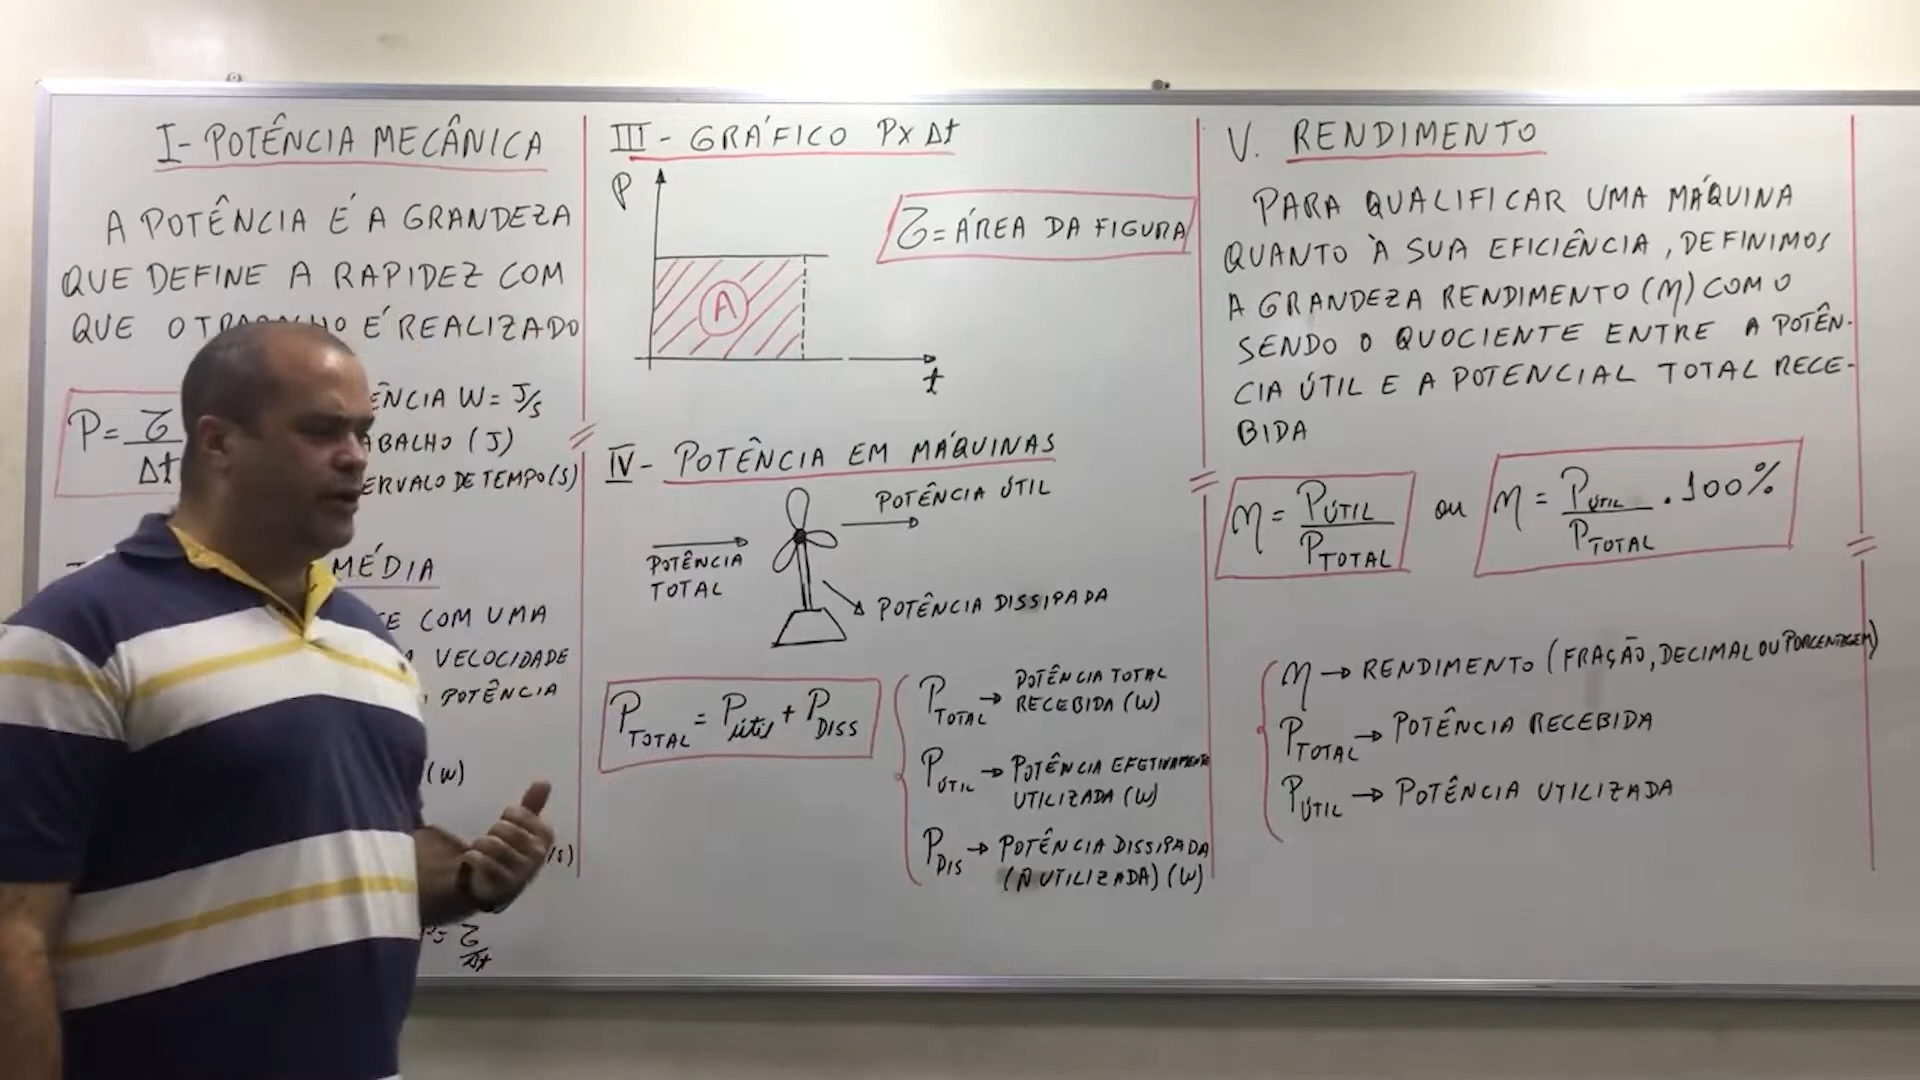 I- POTÊNCIA MECÂNICA
A POTÊNCIA É A GRANDEZA
QUE DEFINE A RAPIDEZ COM
QUE O É REALIZADO
P = τ / Δt
W = J/s
(J)
DE TEMPO (S)
MÉDIA
COM UMA
VELOCIDADE
POTÊNCIA
(W)
τ / Δt
III - GRÁFICO P x Δt
P
A
t
τ = ÁREA DA FIGURA
IV - POTÊNCIA EM MÁQUINAS
POTÊNCIA ÚTIL
POTÊNCIA
TOTAL
POTÊNCIA DISSIPADA
P TOTAL = P útil + P DISS
P TOTAL → POTÊNCIA TOTAL
RECEBIDA (W)
P ÚTIL → POTÊNCIA EFETIVAMENTE
UTILIZADA (W)
P DIS → POTÊNCIA DISSIPADA
(Ñ UTILIZADA) (W)
V. RENDIMENTO
PARA QUALIFICAR UMA MÁQUINA
QUANTO À SUA EFICIÊNCIA, DEFINIMOS
A GRANDEZA RENDIMENTO (η) COMO
SENDO O QUOCIENTE ENTRE A POTÊN-
CIA ÚTIL E A POTENCIAL TOTAL RECE-
BIDA
η = P ÚTIL / P TOTAL ou η = P ÚTIL / P TOTAL . 100%
η → RENDIMENTO (FRAÇÃO, DECIMAL OU PORCENTAGEM)
P TOTAL → POTÊNCIA RECEBIDA
P ÚTIL → POTÊNCIA UTILIZADA